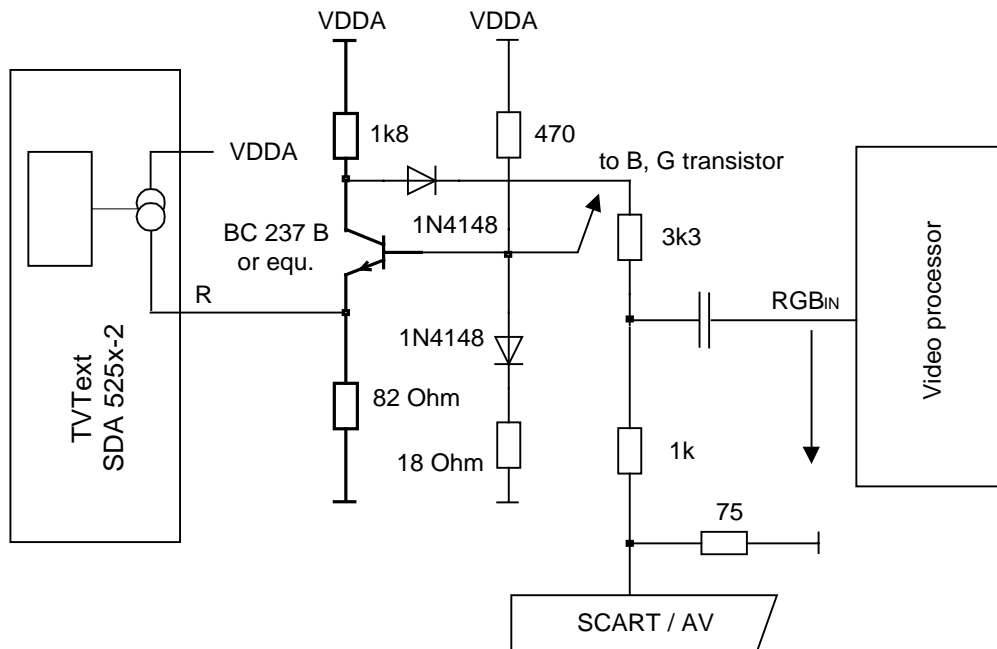 VDDA
VDDA
1k8
470
VDDA
to B, G transistor
1N4148
BC 237 B
or equ.
3k3
R
RGBIN
1N4148
TVText
SDA 525x-2
82 Ohm
18 Ohm
1k
Video processor
75
SCART / AV